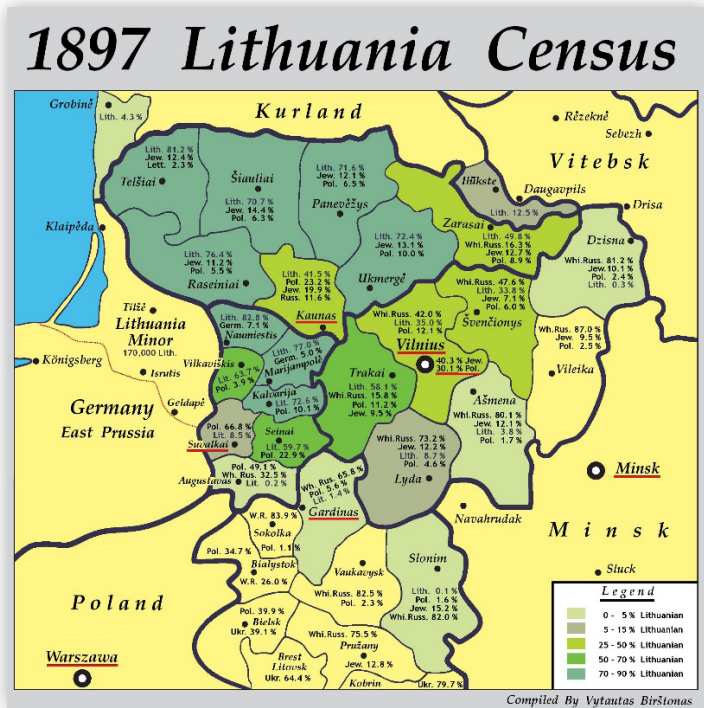 1897 Lithuania Census
Grobinė
Lith. 4.3 %
Kurland
Rėzeknė
Sebezh
Vitebsk
Lith. 81.2 %
Jew. 12.4 %
Lett. 2.3 %
Telšiai
Šiauliai
Lith. 70.7 %
Jew. 14.4 %
Pol. 6.3 %
Lith. 71.6 %
Jew. 12.1 %
Pol. 6.5 %
Panevėžys
Ilūkste
Daugavpils
Lith. 12.5 %
Drisa
Zarasai
Lith. 49.8 %
Whi.Russ.16.3 %
Jew.12.7 %
Pol. 8.9 %
Dzisna
Whi.Russ. 81.2 %
Jew.10.1 %
Pol. 2.4 %
Lith. 0.3 %
Klaipėda
Lith. 76.4 %
Jew. 11.2 %
Pol. 5.5 %
Raseiniai
Lith. 72.4 %
Jew. 13.1 %
Pol. 10.0 %
Ukmergė
Lith. 41.5 %
Pol. 23.2 %
Jew. 19.9 %
Russ. 11.6 %
Kaunas
Whi.Russ. 47.6 %
Lith. 33.8 %
Jew. 7.1 %
Pol. 6.0 %
Švenčionys
Tilžė
Lithuania
Minor
170,000 Lith.
Königsberg
Isrutis
Geldapė
Germany
East Prussia
Lith. 82.8 %
Germ. 7.1 %
Naumiestis
Vilkaviškis
Lit. 63.7 %
Pol. 3.9 %
Lith. 77.0 %
Germ. 5.0 %
Marijampolė
Kalvarija
Lit. 72.6 %
Pol. 10.1 %
Whi.Russ. 42.0 %
Lith. 35.0 %
Pol. 12.1 %
Vilnius
40.3 % Jew.
30.1 % Pol.
Wh.Russ. 87.0 %
Jew. 9.5 %
Pol. 2.5 %
Vileika
Trakai
Lith. 58.1 %
Whi.Russ. 15.8 %
Pol. 11.2 %
Jew. 9.5 %
Ašmena
Whi.Russ. 80.1 %
Jew. 12.1 %
Lith. 3.8 %
Pol. 1.7 %
Pol. 66.8 %
Lit. 8.5 %
Suvalkai
Seinai
Lit. 59.7 %
Pol. 22.9 %
Whi.Russ. 73.2 %
Jew. 12.2 %
Lith. 8.7 %
Pol. 4.6 %
Lyda
Pol. 49.1 %
Wh. Rus. 32.5 %
Lit. 0.2 %
Augustavas
Wh. Rus. 65.8 %
Pol. 5.6 %
Lit. 1.4 %
Gardinas
Minsk
Navahrudak
Minsk
Sluck
W.R. 83.9 %
Sokolka
Pol. 1.1 %
Pol. 34.7 %
Bialystok
W.R. 26.0 %
Vaukavysk
Whi.Russ. 82.5 %
Pol. 2.3 %
Slonim
Lith. 0.1 %
Pol. 1.6 %
Jew. 15.2 %
Whi.Russ. 82.0 %
Poland
Warszawa
Pol. 39.9 %
Bielsk
Ukr. 39.1 %
Whi.Russ. 75.5 %
Pružany
Jew. 12.8 %
Brest
Litovsk
Ukr. 64.4 %
Kobrin
Ukr. 79.7 %
Legend
0 - 5 % Lithuanian
5 - 15 % Lithuanian
25 - 50 % Lithuanian
50 - 70 % Lithuanian
70 - 90 % Lithuanian
Compiled By Vytautas Birštonas